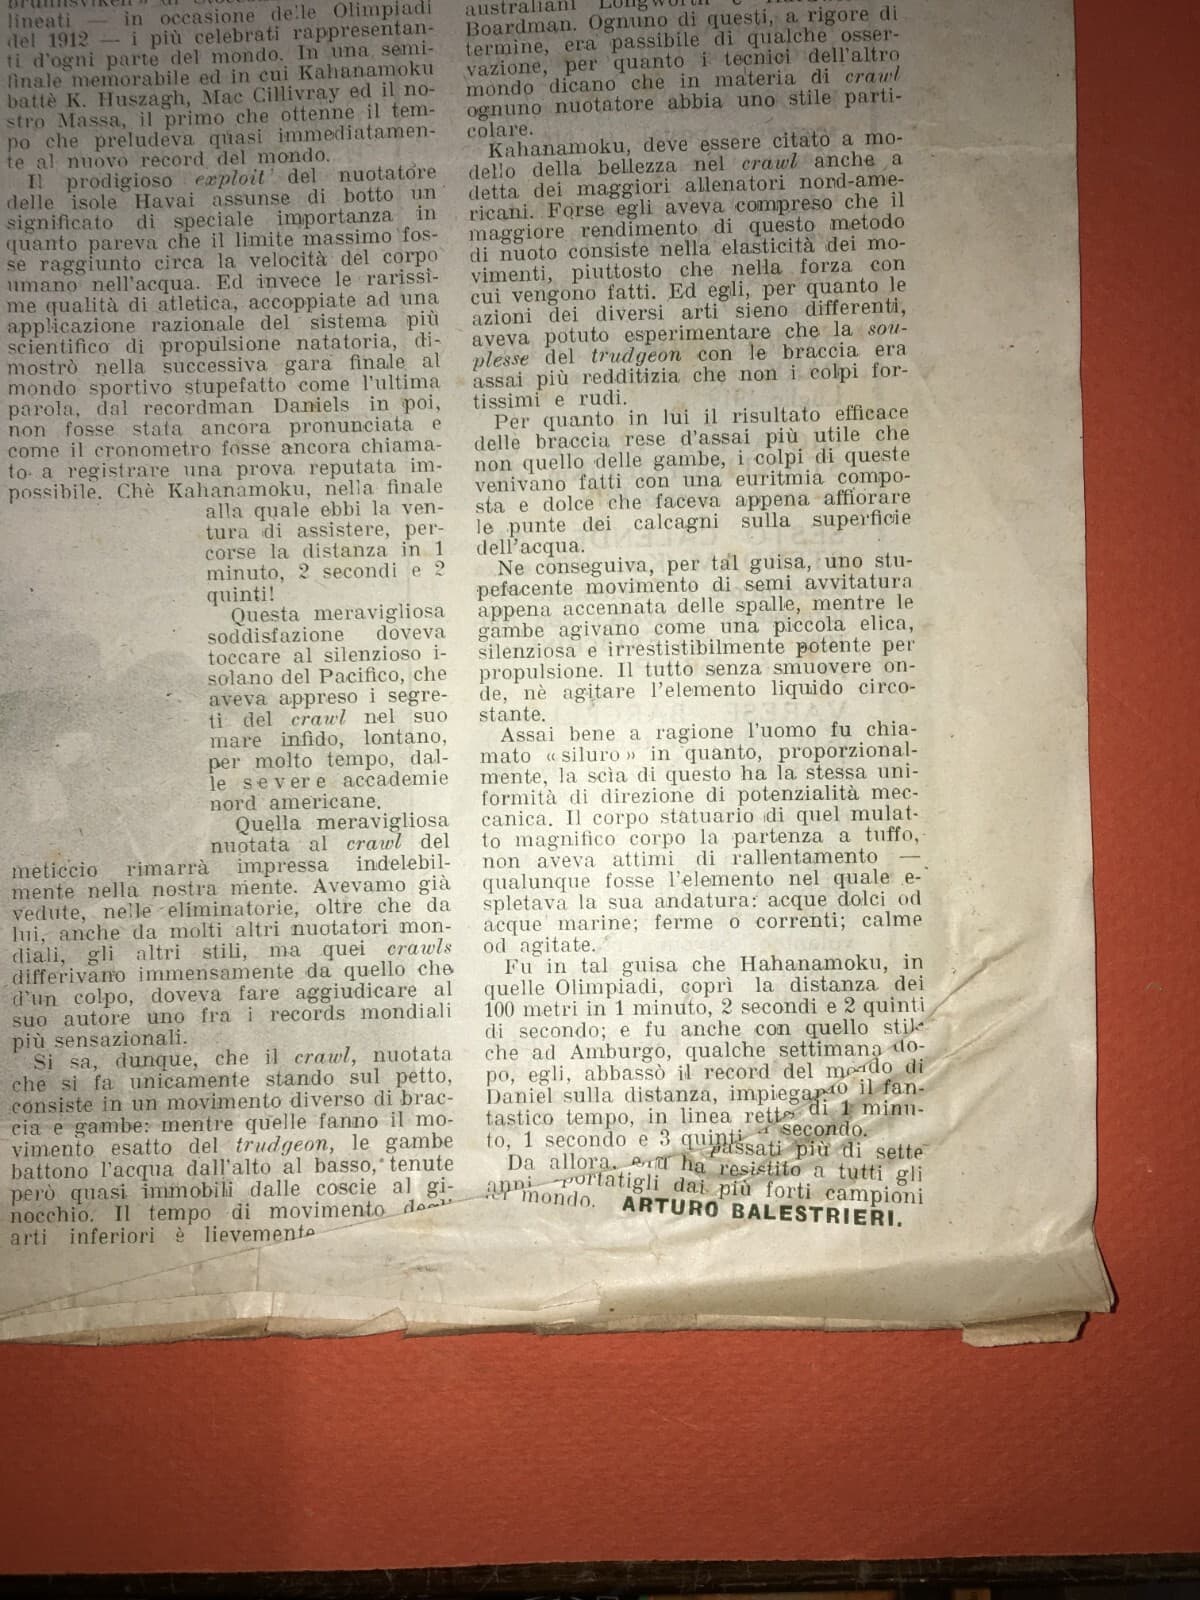 lineati — in occasione delle Olimpiadi
del 1912 — i più celebrati rappresentan-
ti d'ogni parte del mondo. In una semi-
finale memorabile ed in cui Kahanamoku
battè K. Huszagh, Mac Cillivray ed il no-
stro Massa, il primo che ottenne il tem-
po che preludeva quasi immediatamen-
te al nuovo record del mondo.
Il prodigioso exploit del nuotatore
delle isole Havai assunse di botto un
significato di speciale importanza in
quanto pareva che il limite massimo fos-
se raggiunto circa la velocità del corpo
umano nell'acqua. Ed invece le rarissi-
me qualità di atletica, accoppiate ad una
applicazione razionale del sistema più
scientifico di propulsione natatoria, di-
mostrò nella successiva gara finale al
mondo sportivo stupefatto come l'ultima
parola, dal recordman Daniels in poi,
non fosse stata ancora pronunciata e
come il cronometro fosse ancora chiama-
to a registrare una prova reputata im-
possibile. Chè Kahanamoku, nella finale
alla quale ebbi la ven-
tura di assistere, per-
corse la distanza in 1
minuto, 2 secondi e 2
quinti!
Questa meravigliosa
soddisfazione doveva
toccare al silenzioso i-
solano del Pacifico, che
aveva appreso i segre-
ti del crawl nel suo
mare infido, lontano,
per molto tempo, dal-
le severe accademie
nord americane.
Quella meravigliosa
nuotata al crawl del
meticcio rimarrà impressa indelebil-
mente nella nostra mente. Avevamo già
vedute, nelle eliminatorie, oltre che da
lui, anche da molti altri nuotatori mon-
diali, gli altri stili, ma quei crawls
differivano immensamente da quello che
d'un colpo, doveva fare aggiudicare al
suo autore uno fra i records mondiali
più sensazionali.
Si sa, dunque, che il crawl, nuotata
che si fa unicamente stando sul petto,
consiste in un movimento diverso di brac-
cia e gambe: mentre quelle fanno il mo-
vimento esatto del trudgeon, le gambe
battono l'acqua dall'alto al basso, tenute
però quasi immobili dalle coscie al gi-
nocchio. Il tempo di movimento
arti inferiori è lievemente
australiani
Boardman. Ognuno di questi, a rigore di
termine, era passibile di qualche osser-
vazione, per quanto i tecnici dell'altro
mondo dicano che in materia di crawl
ognuno nuotatore abbia uno stile parti-
colare.
Kahanamoku, deve essere citato a mo-
dello della bellezza nel crawl anche a
detta dei maggiori allenatori nord-ame-
ricani. Forse egli aveva compreso che il
maggiore rendimento di questo metodo
di nuoto consiste nella elasticità dei mo-
vimenti, piuttosto che nella forza con
cui vengono fatti. Ed egli, per quanto le
azioni dei diversi arti sieno differenti,
aveva potuto esperimentare che la sou-
plesse del trudgeon con le braccia era
assai più redditizia che non i colpi for-
tissimi e rudi.
Per quanto in lui il risultato efficace
delle braccia rese d'assai più utile che
non quello delle gambe, i colpi di queste
venivano fatti con una euritmia compo-
sta e dolce che faceva appena affiorare
le punte dei calcagni sulla superficie
dell'acqua.
Ne conseguiva, per tal guisa, uno stu-
pefacente movimento di semi avvitatura
appena accennata delle spalle, mentre le
gambe agivano come una piccola elica,
silenziosa e irrestistibilmente potente per
propulsione. Il tutto senza smuovere on-
de, nè agitare l'elemento liquido circo-
stante.
Assai bene a ragione l'uomo fu chia-
mato « siluro » in quanto, proporzional-
mente, la scìa di questo ha la stessa uni-
formità di direzione di potenzialità mec-
canica. Il corpo statuario di quel mulat-
to magnifico corpo la partenza a tuffo,
non aveva attimi di rallentamento —
qualunque fosse l'elemento nel quale e-
spletava la sua andatura: acque dolci od
acque marine; ferme o correnti; calme
od agitate.
Fu in tal guisa che Hahanamoku, in
quelle Olimpiadi, coprì la distanza dei
100 metri in 1 minuto, 2 secondi e 2 quinti
di secondo; e fu anche con quello stile
che ad Amburgo, qualche settimana do-
po, egli, abbassò il record del mondo di
Daniel sulla distanza, impiegando il fan-
tastico tempo, in linea retta di 1 minu-
to, 1 secondo e 3 quinti secondo.
Da allora, passati più di sette
anni ha resistito a tutti gli
portatigli dai più forti campioni
mondo. ARTURO BALESTRIERI.